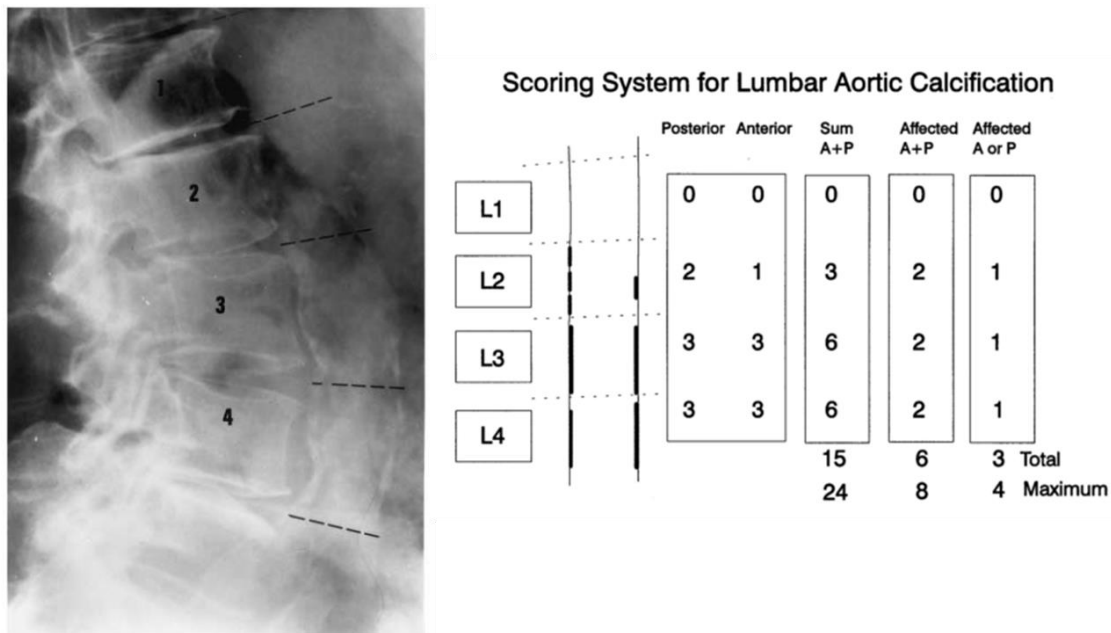 1
2
3
4
Scoring System for Lumbar Aortic Calcification
Posterior Anterior Sum A+P Affected A+P Affected A or P
L1 0 0 0 0 0
L2 2 1 3 2 1
L3 3 3 6 2 1
L4 3 3 6 2 1
15 6 3 Total
24 8 4 Maximum